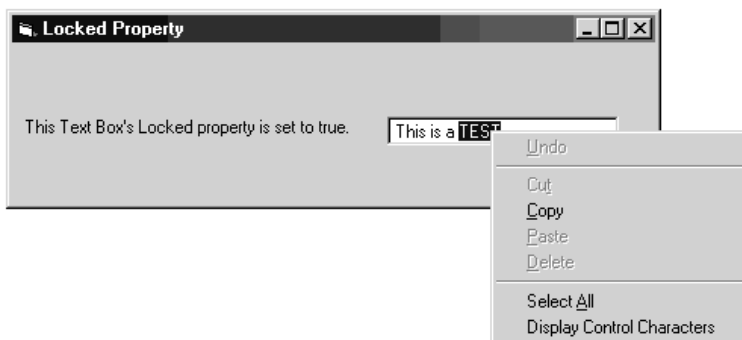 Locked Property
This Text Box's Locked property is set to true.
This is a TEST
Undo
Cut
Copy
Paste
Delete
Select All
Display Control Characters